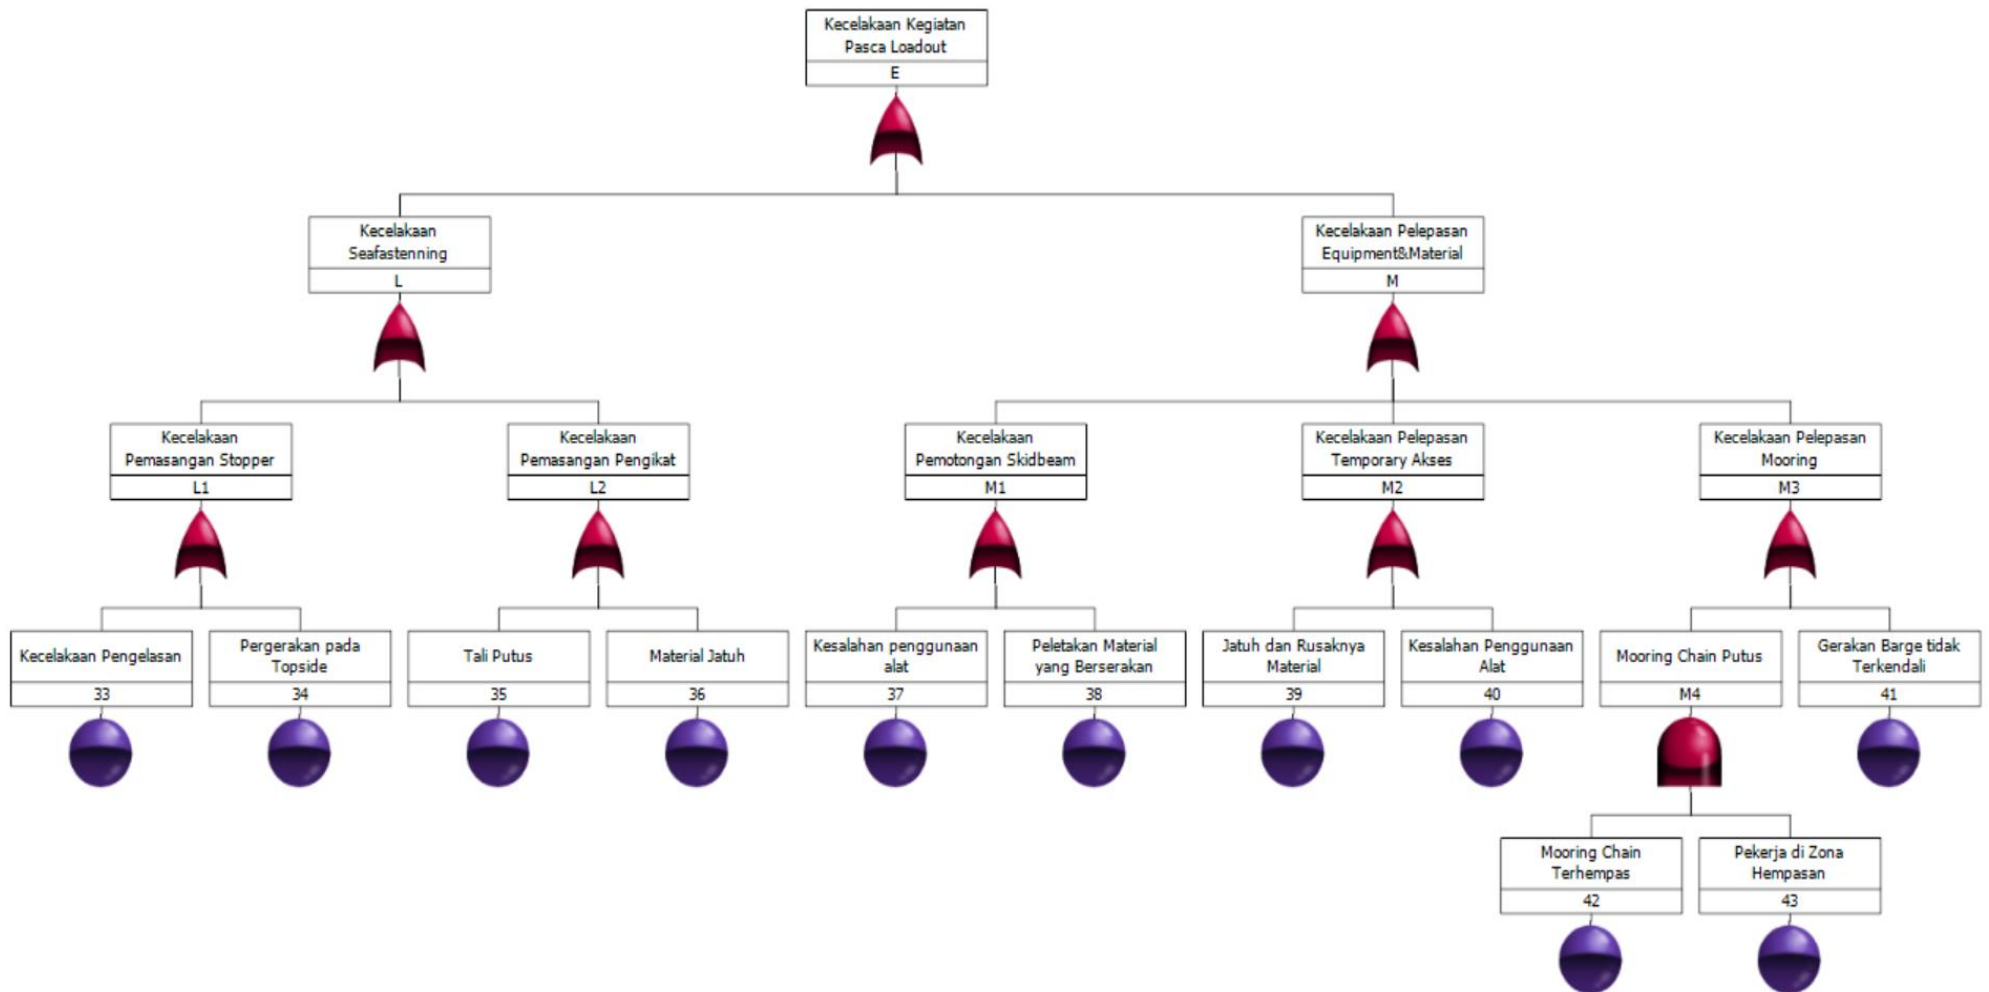 Kecelakaan Kegiatan
Pasca Loadout
E
Kecelakaan
Seafastenning
L
Kecelakaan Pelepasan
Equipment&Material
M
Kecelakaan
Pemasangan Stopper
L1
Kecelakaan
Pemasangan Pengikat
L2
Kecelakaan
Pemotongan Skidbeam
M1
Kecelakaan Pelepasan
Temporary Akses
M2
Kecelakaan Pelepasan
Mooring
M3
Kecelakaan Pengelasan
33
Pergerakan pada
Topside
34
Tali Putus
35
Material Jatuh
36
Kesalahan penggunaan
alat
37
Peletakan Material
yang Berserakan
38
Jatuh dan Rusaknya
Material
39
Kesalahan Penggunaan
Alat
40
Mooring Chain Putus
M4
Gerakan Barge tidak
Terkendali
41
Mooring Chain
Terhempas
42
Pekerja di Zona
Hempasan
43